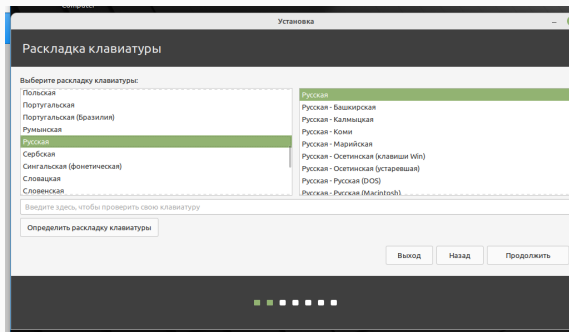 Computer
Установка
Раскладка клавиатуры
Выберите раскладку клавиатуры:
Польская
Португальская
Португальская (Бразилия)
Румынская
Русская
Сербская
Сингальская (фонетическая)
Словацкая
Словенская
Русская
Русская - Башкирская
Русская - Калмыцкая
Русская - Коми
Русская - Марийская
Русская - Осетинская (клавиши Win)
Русская - Осетинская (устаревшая)
Русская - Русская (DOS)
Русская - Русская (Macintosh)
Введите здесь, чтобы проверить свою клавиатуру
Определить раскладку клавиатуры
Выход
Назад
Продолжить